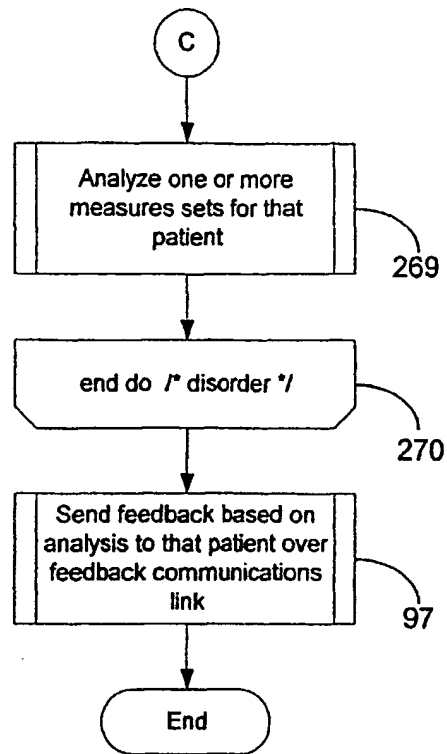 C
Analyze one or more
measures sets for that
patient
269
end do /* disorder */
270
Send feedback based on
analysis to that patient over
feedback communications
link
97
End